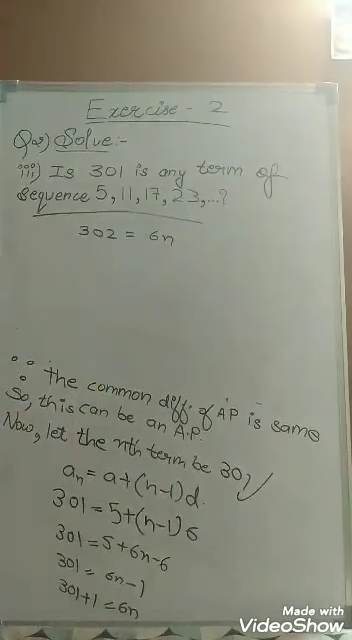 Exercise - 2
Q2) Solve:-
iii) Is 301 is any term of
sequence 5, 11, 17, 23,...?
302 = 6n
∵ the common diff. of AP is same
So, this can be an A.P.
Now, let the nth term be 301
an = a+(n-1)d.
301 = 5+(n-1)6
301 = 5+6n-6
301 = 6n-1
301+1 = 6n
Made with
VideoShow